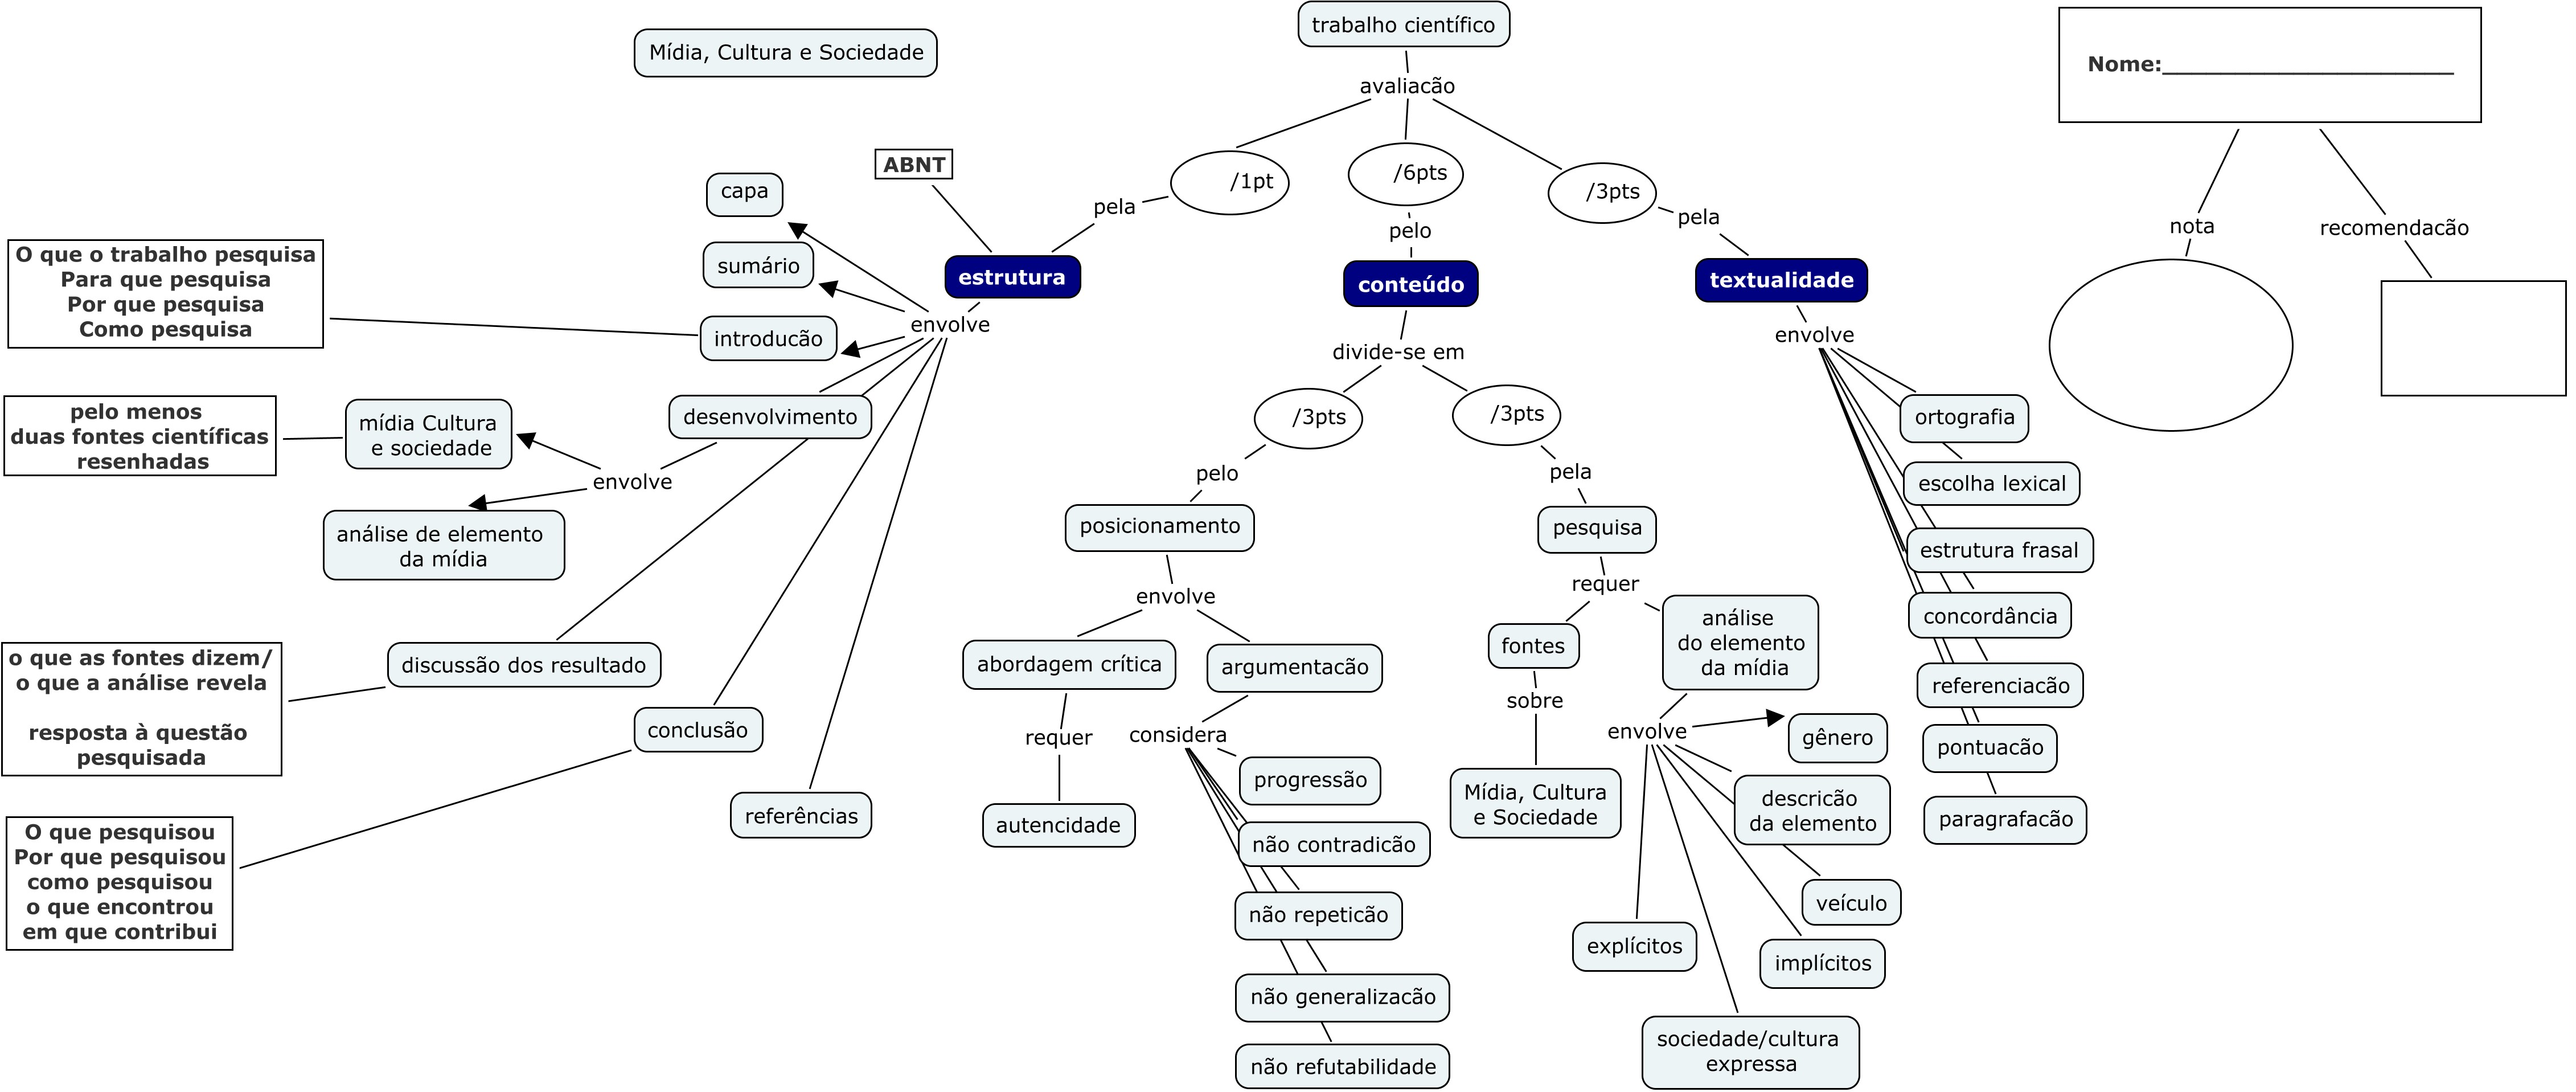 trabalho científico
Mídia, Cultura e Sociedade
Nome:___________________________
avaliacão
ABNT
capa
/1pt
/6pts
/3pts
pela
pelo
pela
nota
recomendacão
O que o trabalho pesquisa
Para que pesquisa
Por que pesquisa
Como pesquisa
sumário
estrutura
conteúdo
textualidade
introducão
envolve
divide-se em
envolve
pelo menos
duas fontes científicas
resenhadas
mídia Cultura
e sociedade
desenvolvimento
/3pts
/3pts
ortografia
envolve
pelo
pela
escolha lexical
análise de elemento
da mídia
posicionamento
pesquisa
estrutura frasal
envolve
requer
concordância
o que as fontes dizem/
o que a análise revela
resposta à questão
pesquisada
discussão dos resultado
abordagem crítica
argumentacão
fontes
análise
do elemento
da mídia
referenciacão
conclusão
requer
considera
sobre
envolve
gênero
pontuacão
referências
autencidade
progressão
Mídia, Cultura
e Sociedade
descricão
da elemento
paragrafacão
O que pesquisou
Por que pesquisou
como pesquisou
o que encontrou
em que contribui
não contradicão
não repeticão
veículo
explícitos
implícitos
não generalizacão
sociedade/cultura
expressa
não refutabilidade